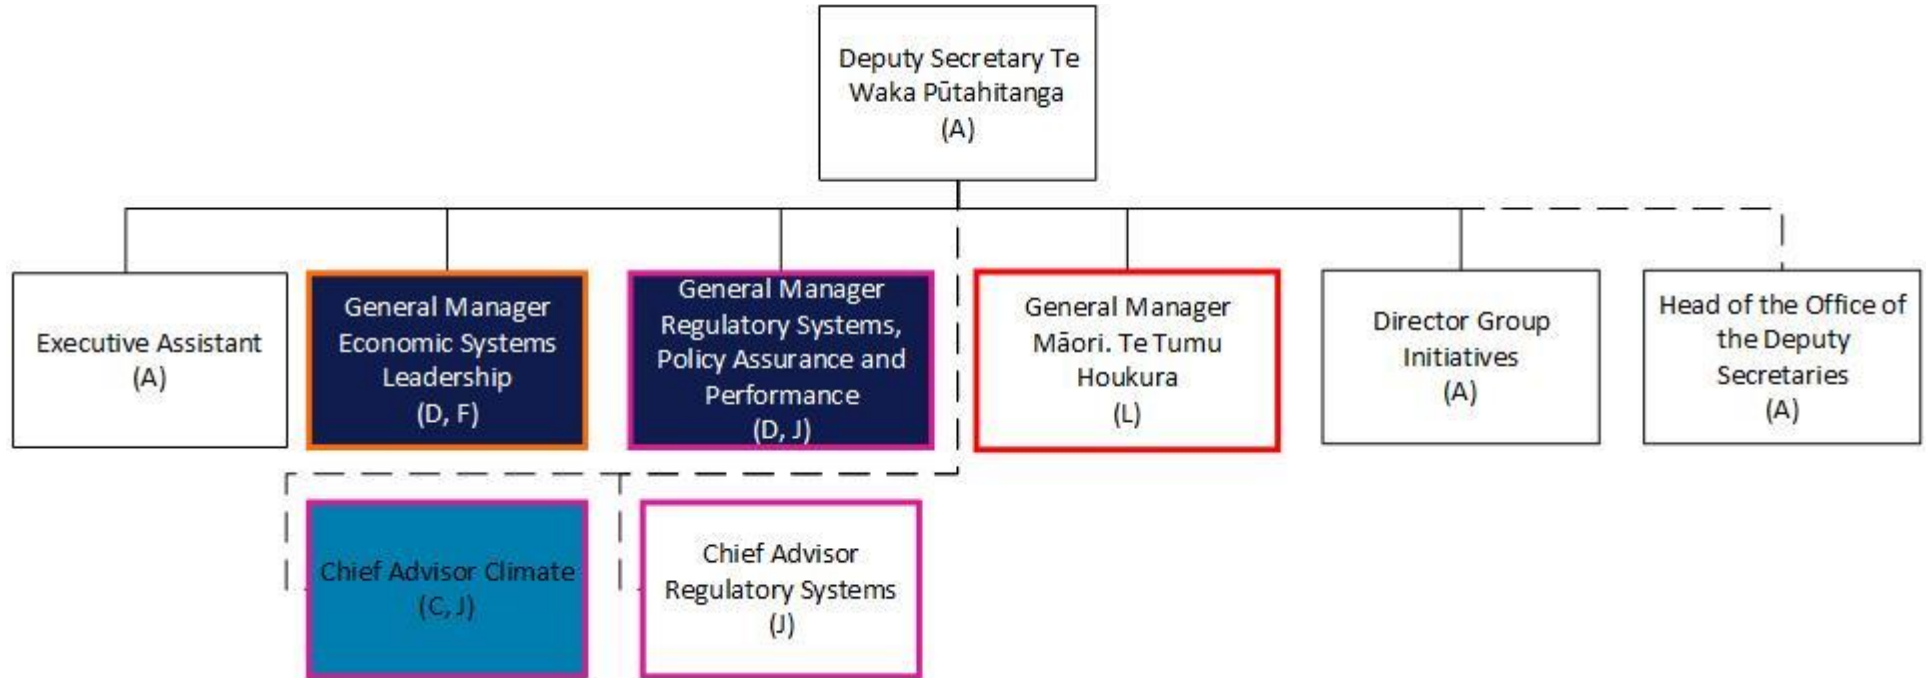 Deputy Secretary Te
Waka Pūtahitanga
(A)
Executive Assistant
(A)
General Manager
Economic Systems
Leadership
(D, F)
General Manager
Regulatory Systems,
Policy Assurance and
Performance
(D, J)
General Manager
Māori. Te Tumu
Houkura
(L)
Director Group
Initiatives
(A)
Head of the Office of
the Deputy
Secretaries
(A)
Chief Advisor Climate
(C, J)
Chief Advisor
Regulatory Systems
(J)